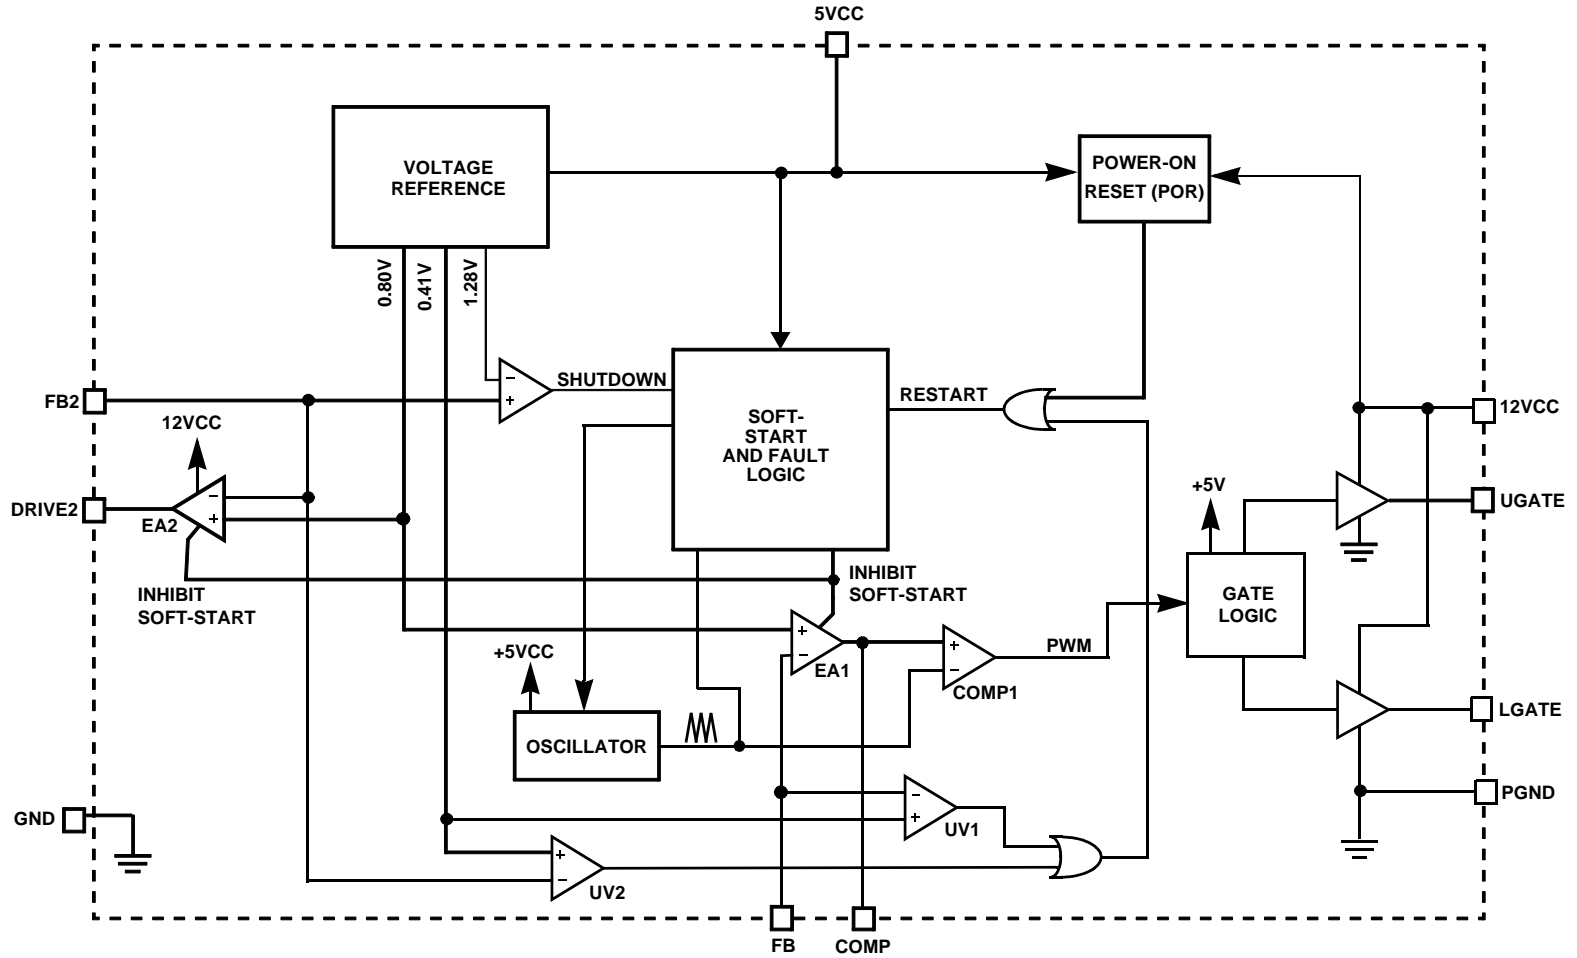 5VCC
VOLTAGE
REFERENCE
POWER-ON
RESET (POR)
0.80V
0.41V
1.28V
SHUTDOWN
-
+
FB2
12VCC
SOFT-
START
AND FAULT
LOGIC
RESTART
12VCC
DRIVE2
EA2
-
+
+5V
UGATE
INHIBIT
SOFT-START
INHIBIT
SOFT-START
GATE
LOGIC
+
-
EA1
+
-
COMP1
PWM
+5VCC
OSCILLATOR
LGATE
GND
PGND
-
+
UV1
+
-
UV2
FB
COMP